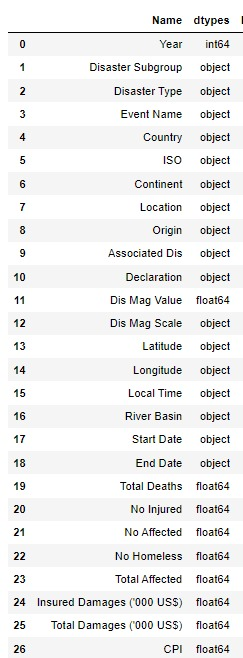 Name dtypes
0 Year int64
1 Disaster Subgroup object
2 Disaster Type object
3 Event Name object
4 Country object
5 ISO object
6 Continent object
7 Location object
8 Origin object
9 Associated Dis object
10 Declaration object
11 Dis Mag Value float64
12 Dis Mag Scale object
13 Latitude object
14 Longitude object
15 Local Time object
16 River Basin object
17 Start Date object
18 End Date object
19 Total Deaths float64
20 No Injured float64
21 No Affected float64
22 No Homeless float64
23 Total Affected float64
24 Insured Damages ('000 US$) float64
25 Total Damages ('000 US$) float64
26 CPI float64